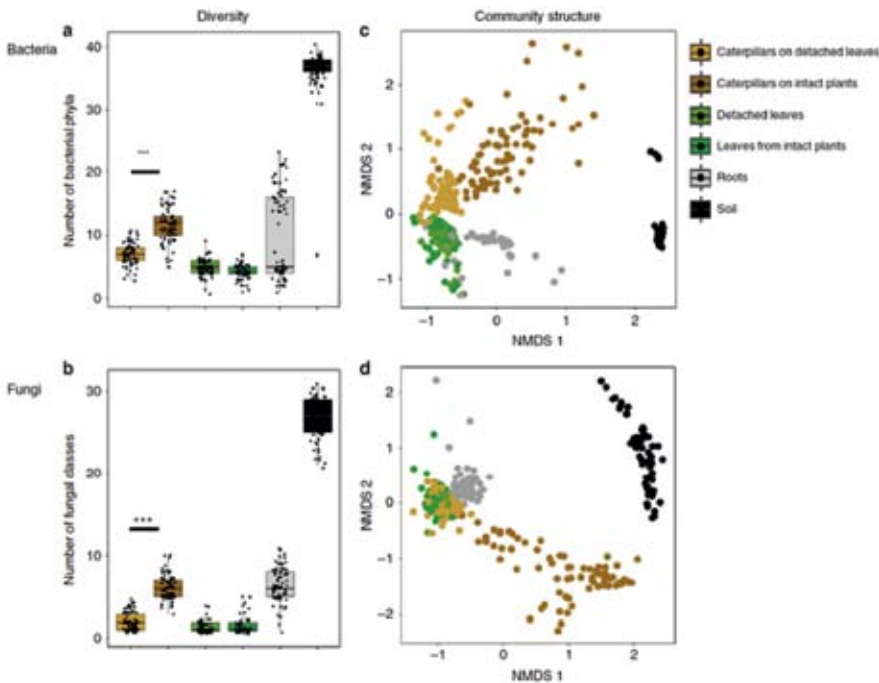 Diversity
Community structure
Bacteria
a
Number of bacterial phyla
40
30
20
10
0
***
c
NMDS 2
2
1
0
−1
−1
0
1
2
NMDS 1
Caterpillars on detached leaves
Caterpillars on intact plants
Detached leaves
Leaves from intact plants
Roots
Soil
Fungi
b
Number of fungal classes
30
20
10
0
***
d
NMDS 2
2
1
0
−1
−2
−1
0
1
2
NMDS 1